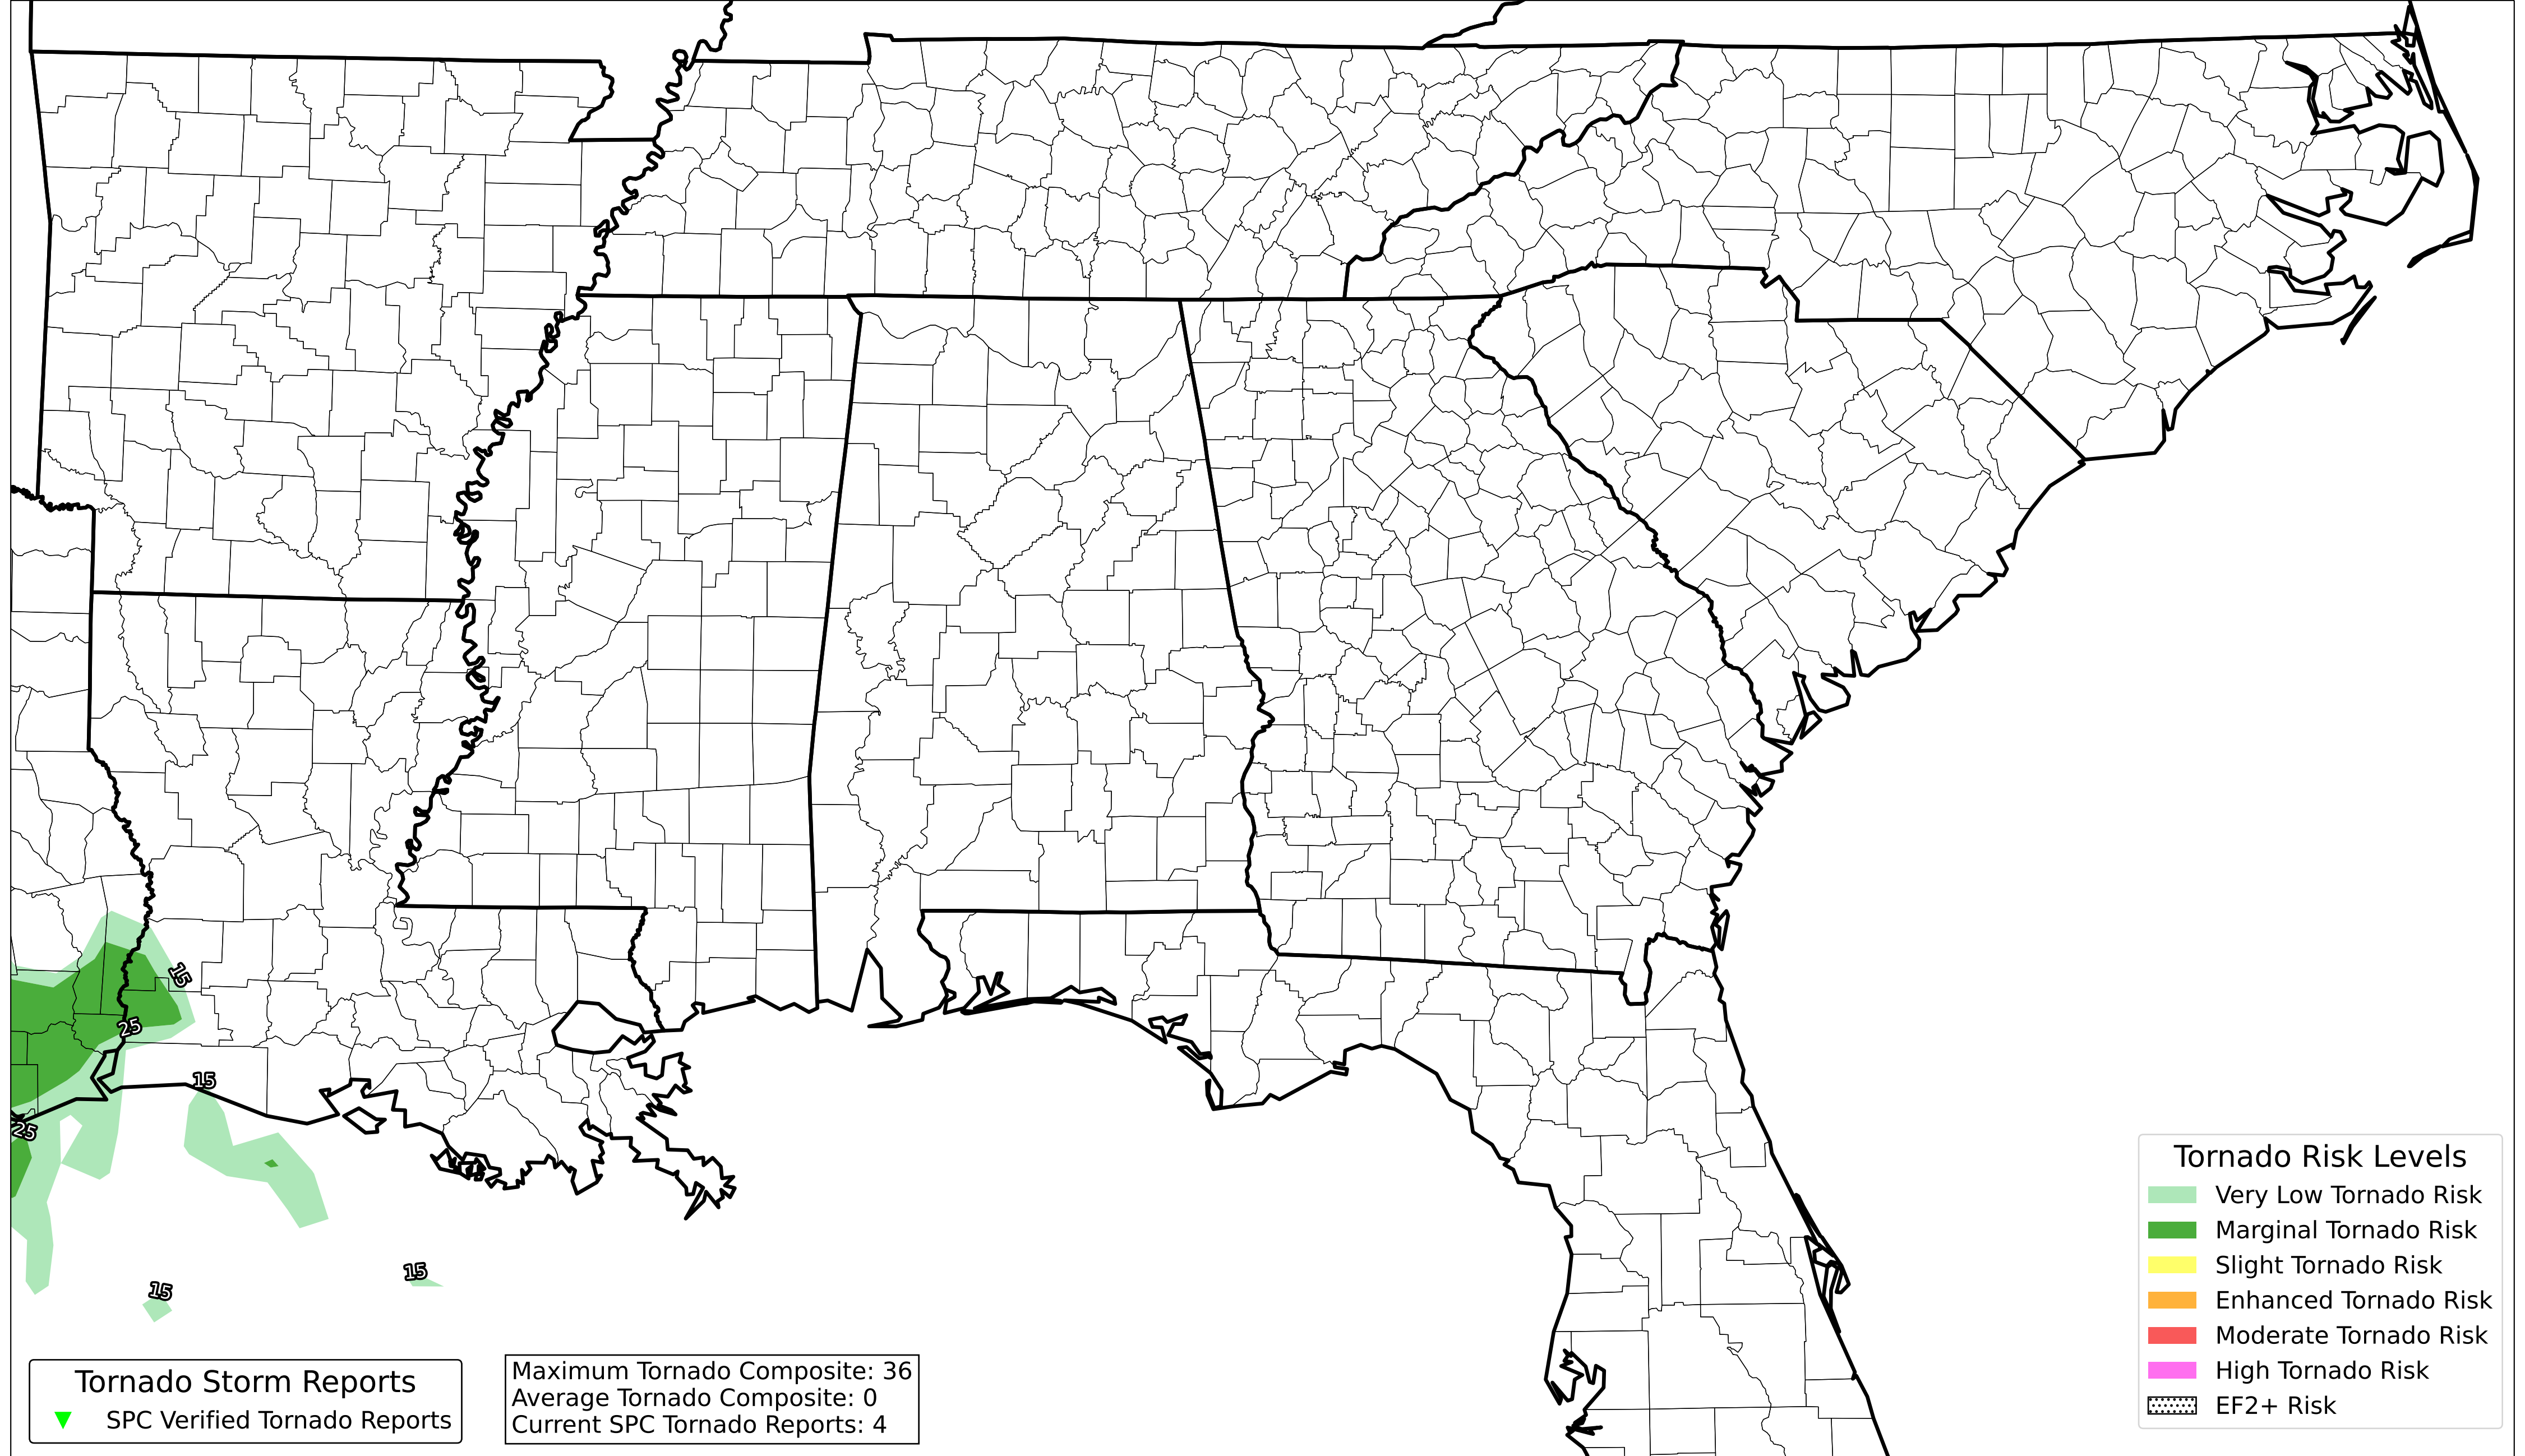 15
25
15
25
15
15
Tornado Risk Levels
Very Low Tornado Risk
Marginal Tornado Risk
Slight Tornado Risk
Enhanced Tornado Risk
Moderate Tornado Risk
High Tornado Risk
EF2+ Risk
Tornado Storm Reports
SPC Verified Tornado Reports
Maximum Tornado Composite: 36
Average Tornado Composite: 0
Current SPC Tornado Reports: 4